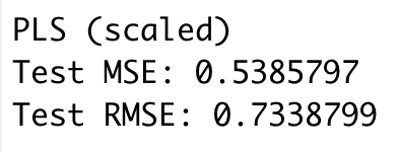 PLS (scaled)
Test MSE: 0.5385797
Test RMSE: 0.7338799